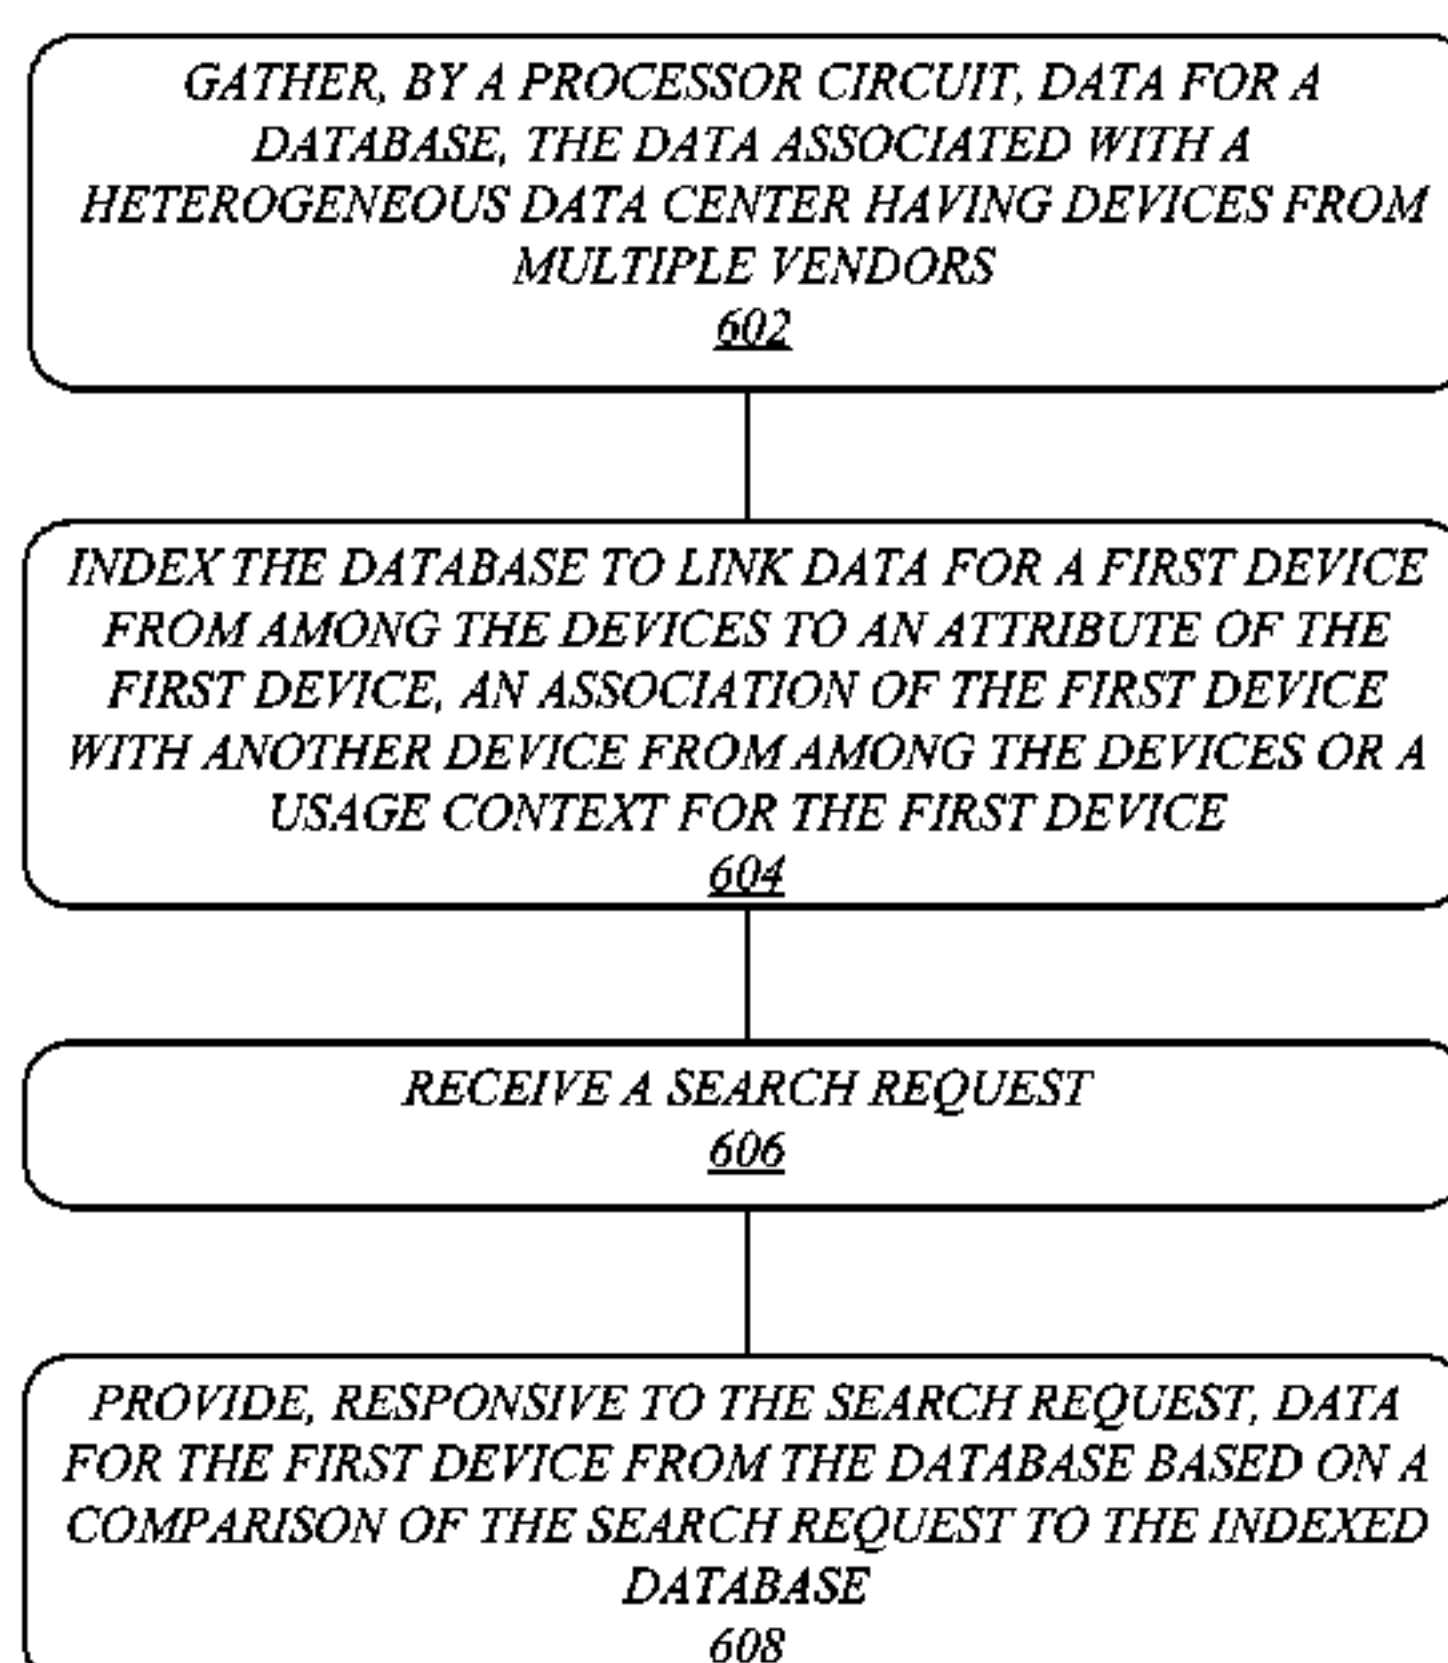 GATHER, BY A PROCESSOR CIRCUIT, DATA FOR A
DATABASE, THE DATA ASSOCIATED WITH A
HETEROGENEOUS DATA CENTER HAVING DEVICES FROM
MULTIPLE VENDORS
602
INDEX THE DATABASE TO LINK DATA FOR A FIRST DEVICE
FROM AMONG THE DEVICES TO AN ATTRIBUTE OF THE
FIRST DEVICE, AN ASSOCIATION OF THE FIRST DEVICE
WITH ANOTHER DEVICE FROM AMONG THE DEVICES OR A
USAGE CONTEXT FOR THE FIRST DEVICE
604
RECEIVE A SEARCH REQUEST
606
PROVIDE, RESPONSIVE TO THE SEARCH REQUEST, DATA
FOR THE FIRST DEVICE FROM THE DATABASE BASED ON A
COMPARISON OF THE SEARCH REQUEST TO THE INDEXED
DATABASE
608